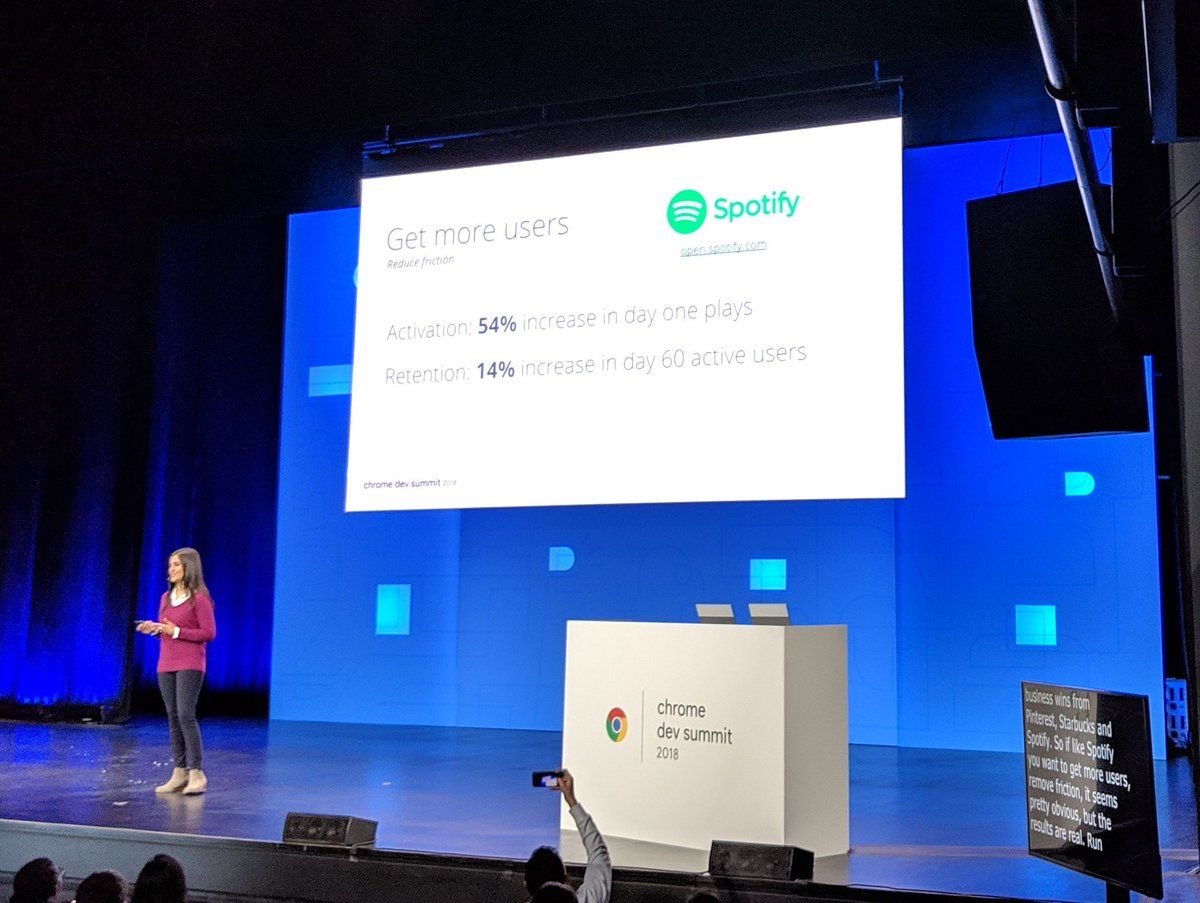 Get more users
Reduce friction
Spotify
open.spotify.com
Activation: 54% increase in day one plays
Retention: 14% increase in day 60 active users
chrome dev summit 2018
chrome
dev summit
2018
business wins from
Pinterest, Starbucks and
Spotify. So if like Spotify
you want to get more users,
remove friction, it seems
pretty obvious, but the
results are real. Run